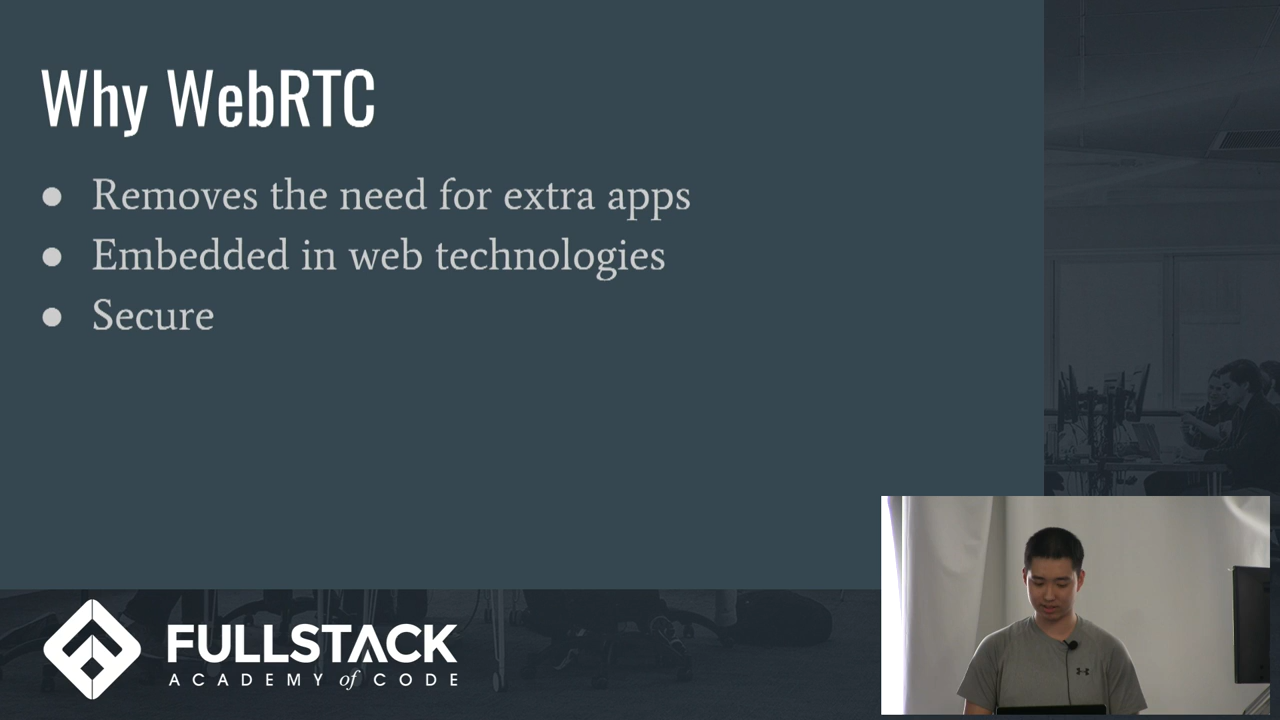 Why WebRTC
● Removes the need for extra apps
● Embedded in web technologies
● Secure
FULLSTACK
ACADEMY of CODE